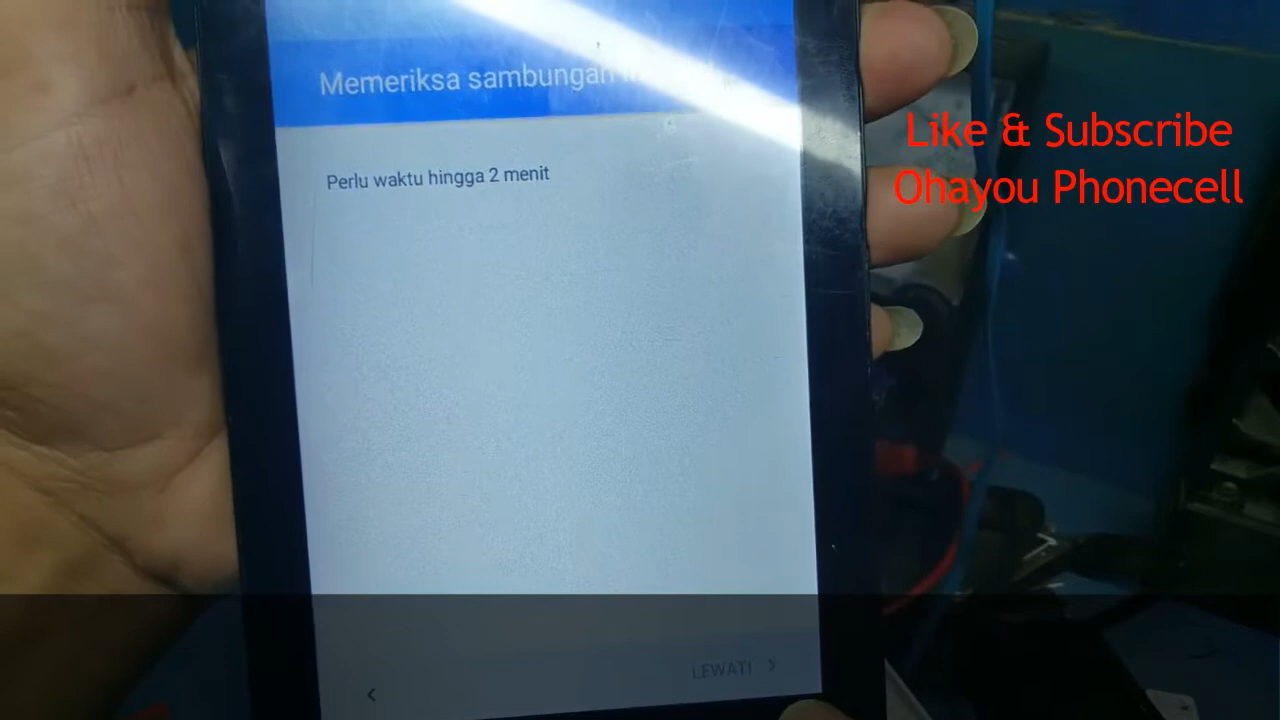 Memeriksa sambungan
Perlu waktu hingga 2 menit
LEWATI
Like & Subscribe
Ohayou Phonecell